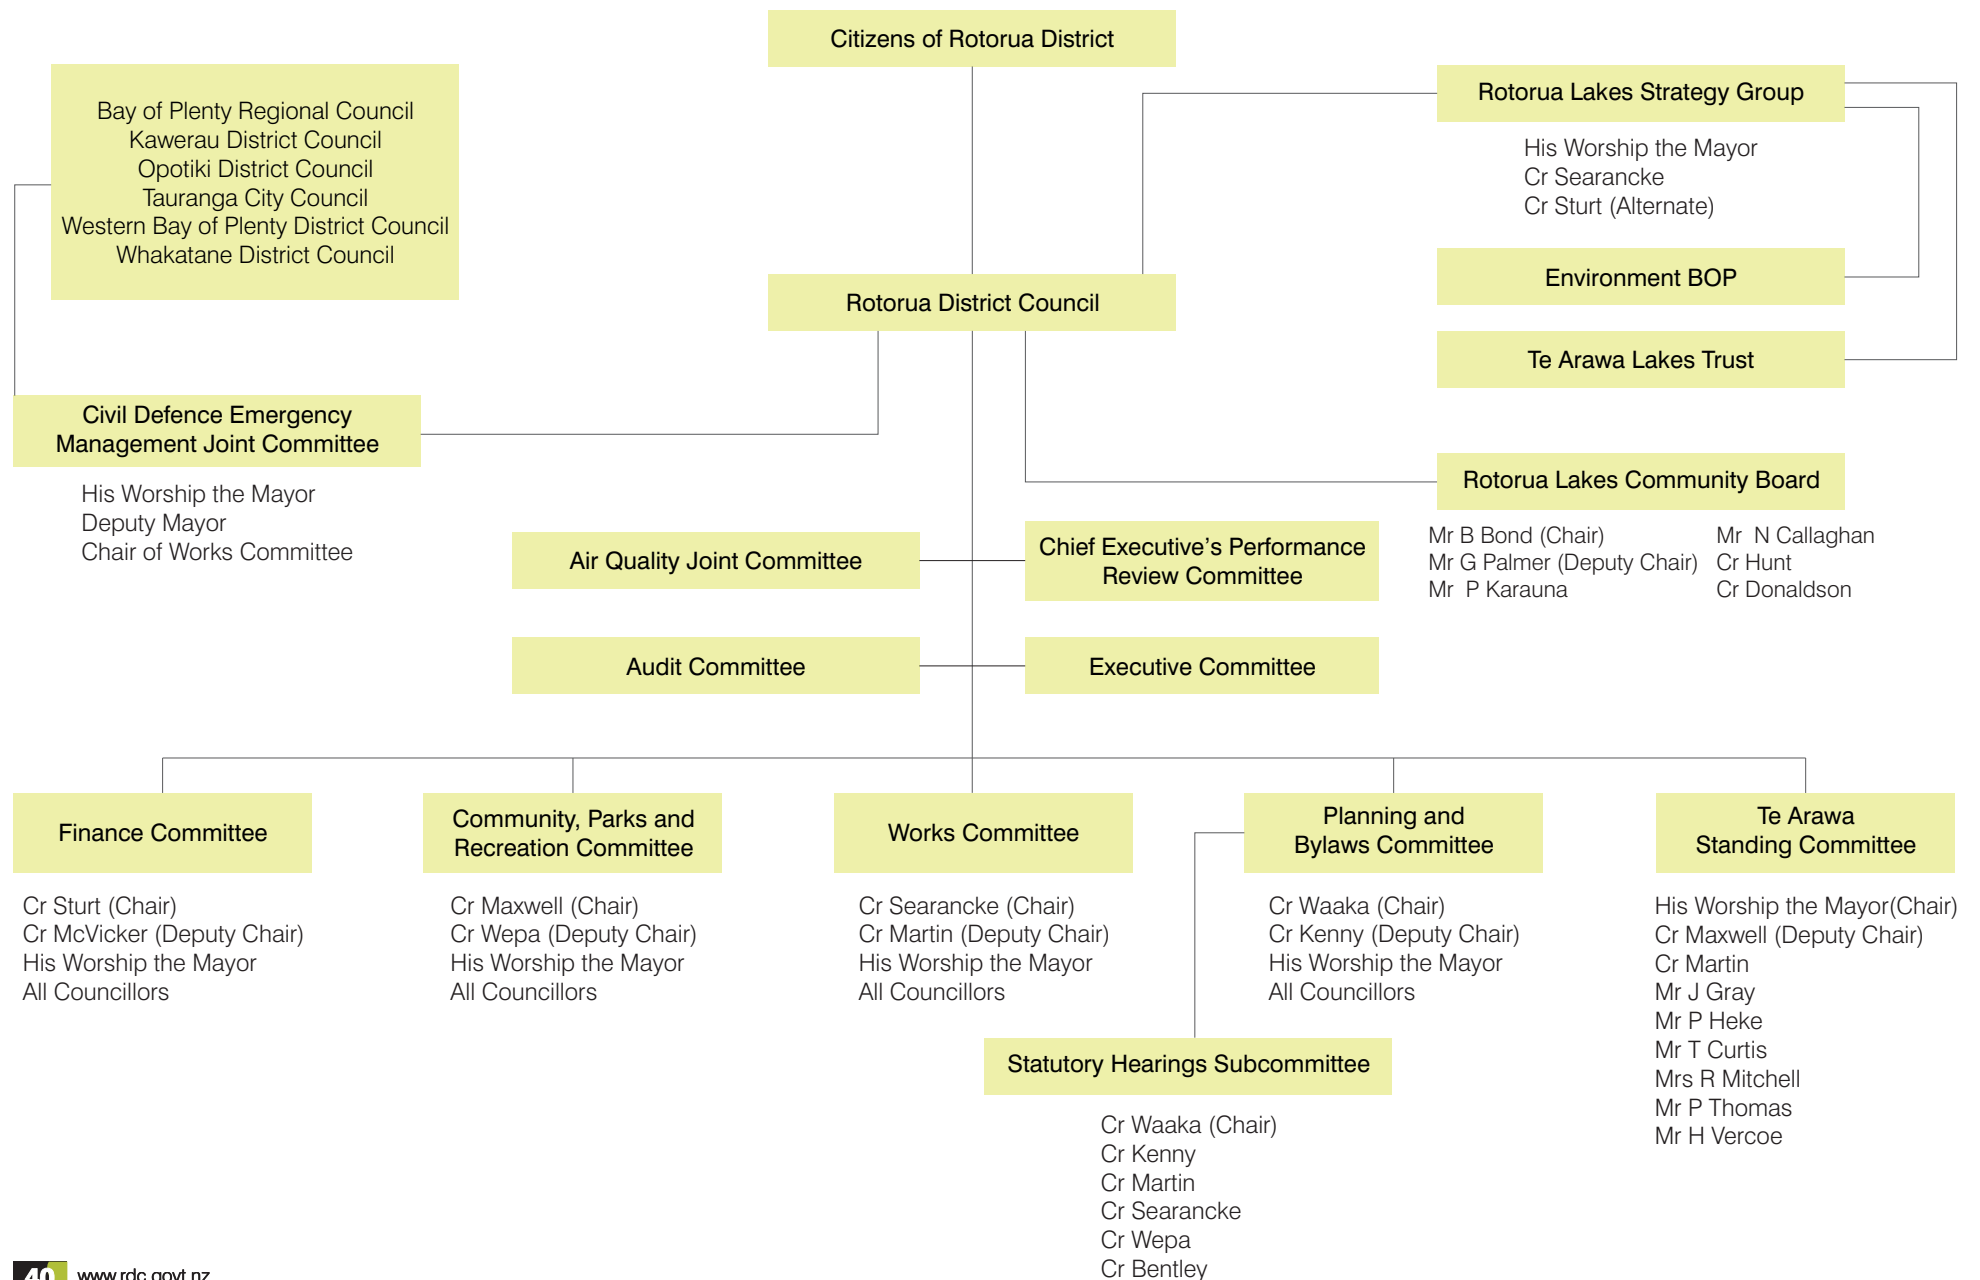 Citizens of Rotorua District
Bay of Plenty Regional Council
Kawerau District Council
Opotiki District Council
Tauranga City Council
Western Bay of Plenty District Council
Whakatane District Council
Rotorua Lakes Strategy Group
His Worship the Mayor
Cr Searancke
Cr Sturt (Alternate)
Environment BOP
Rotorua District Council
Te Arawa Lakes Trust
Civil Defence Emergency
Management Joint Committee
His Worship the Mayor
Deputy Mayor
Chair of Works Committee
Rotorua Lakes Community Board
Mr B Bond (Chair)
Mr G Palmer (Deputy Chair)
Mr P Karauna
Mr N Callaghan
Cr Hunt
Cr Donaldson
Air Quality Joint Committee
Chief Executive’s Performance
Review Committee
Audit Committee
Executive Committee
Finance Committee
Cr Sturt (Chair)
Cr McVicker (Deputy Chair)
His Worship the Mayor
All Councillors
Community, Parks and
Recreation Committee
Cr Maxwell (Chair)
Cr Wepa (Deputy Chair)
His Worship the Mayor
All Councillors
Works Committee
Cr Searancke (Chair)
Cr Martin (Deputy Chair)
His Worship the Mayor
All Councillors
Planning and
Bylaws Committee
Cr Waaka (Chair)
Cr Kenny (Deputy Chair)
His Worship the Mayor
All Councillors
Te Arawa
Standing Committee
His Worship the Mayor(Chair)
Cr Maxwell (Deputy Chair)
Cr Martin
Mr J Gray
Mr P Heke
Mr T Curtis
Mrs R Mitchell
Mr P Thomas
Mr H Vercoe
Statutory Hearings Subcommittee
Cr Waaka (Chair)
Cr Kenny
Cr Martin
Cr Searancke
Cr Wepa
Cr Bentley
40 www.rdc.govt.nz